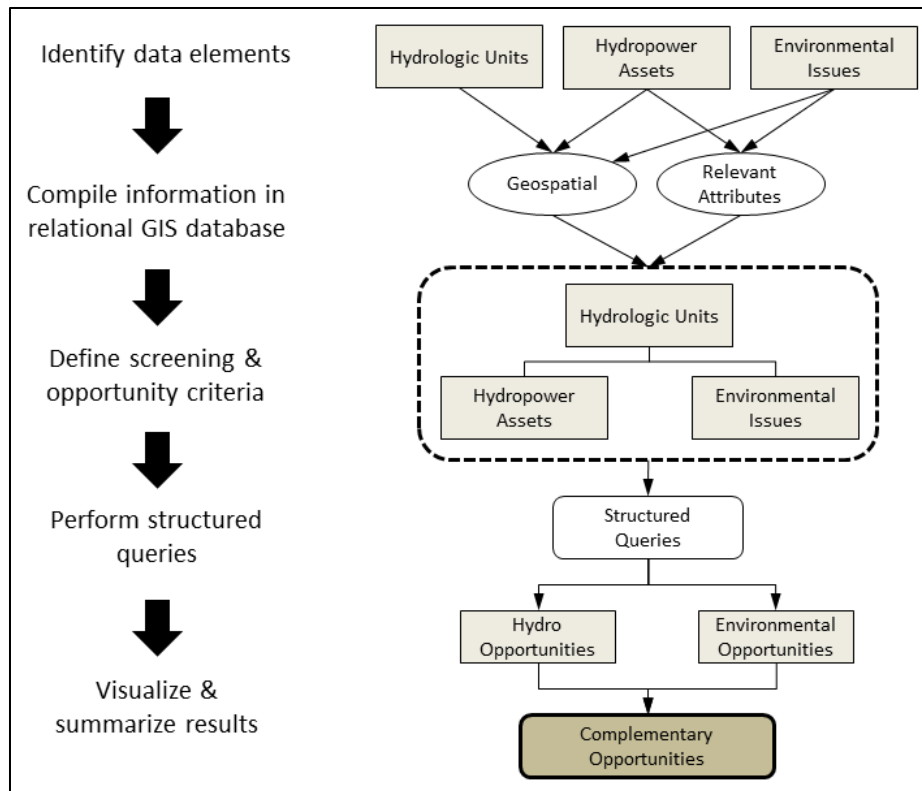 Identify data elements
Compile information in
relational GIS database
Define screening &
opportunity criteria
Perform structured
queries
Visualize &
summarize results
Hydrologic Units
Hydropower
Assets
Environmental
Issues
Geospatial
Relevant
Attributes
Hydrologic Units
Hydropower
Assets
Environmental
Issues
Structured
Queries
Hydro
Opportunities
Environmental
Opportunities
Complementary
Opportunities